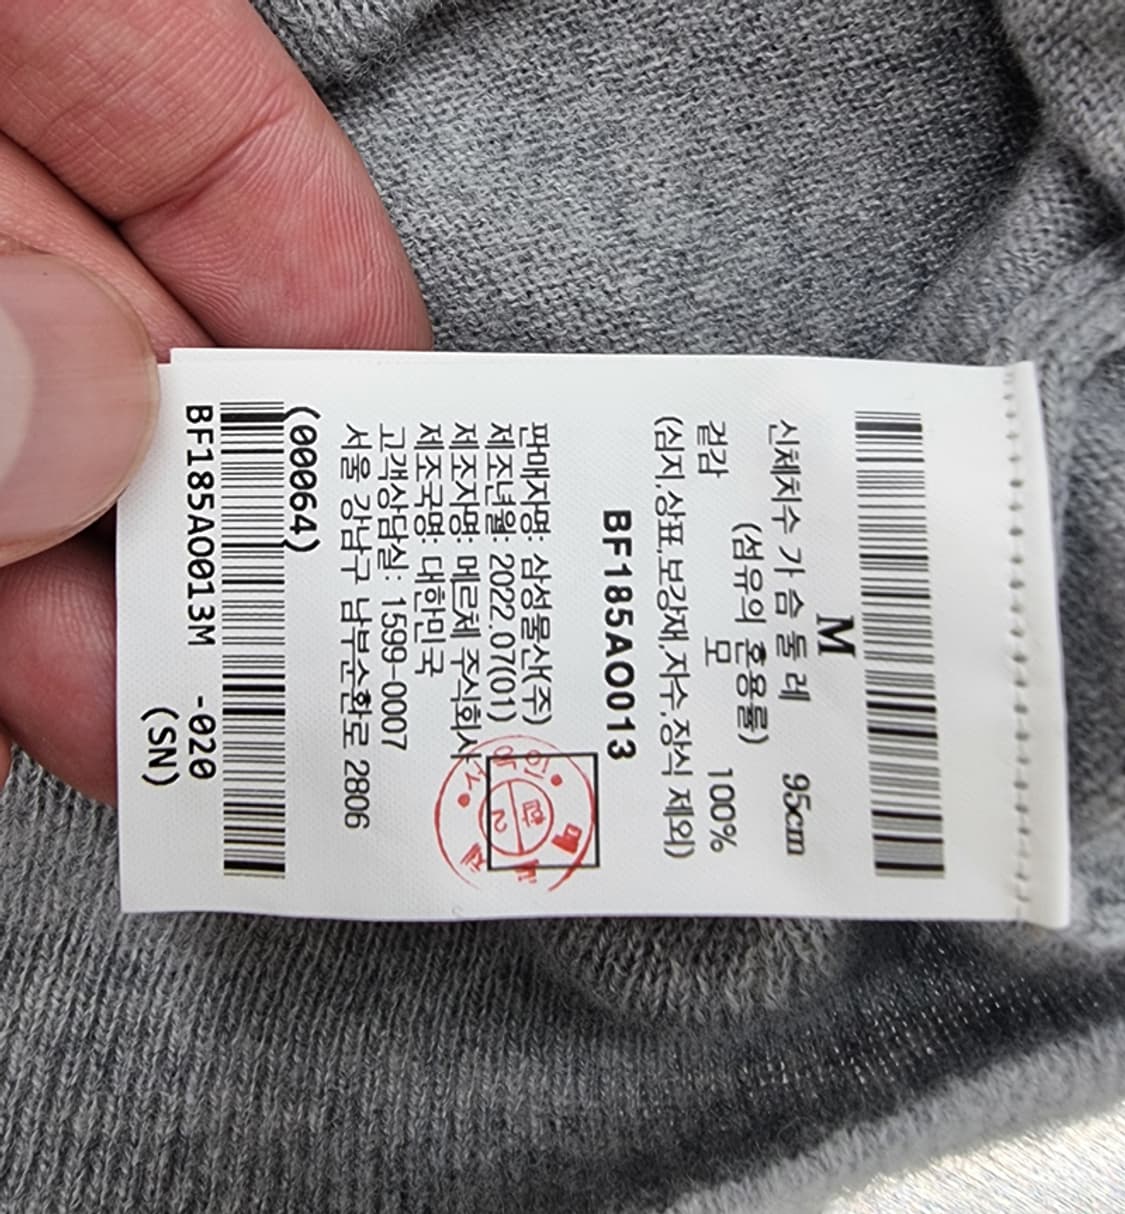 M
신체치수 가 슴 둘 레 95cm
(섬유의 혼용률)
겉감 모 100%
(심지,상표,보강재,자수,장식 제외)
BF185AO013
판매자명: 삼성물산(주)
제조년월: 2022.07(01)
제조자명: 메르체 주식회사
제조국명: 대한민국
고객상담실: 1599-0007
서울 강남구 남부순환로 2806
(00064)
BF185AO013M -020
(SN)